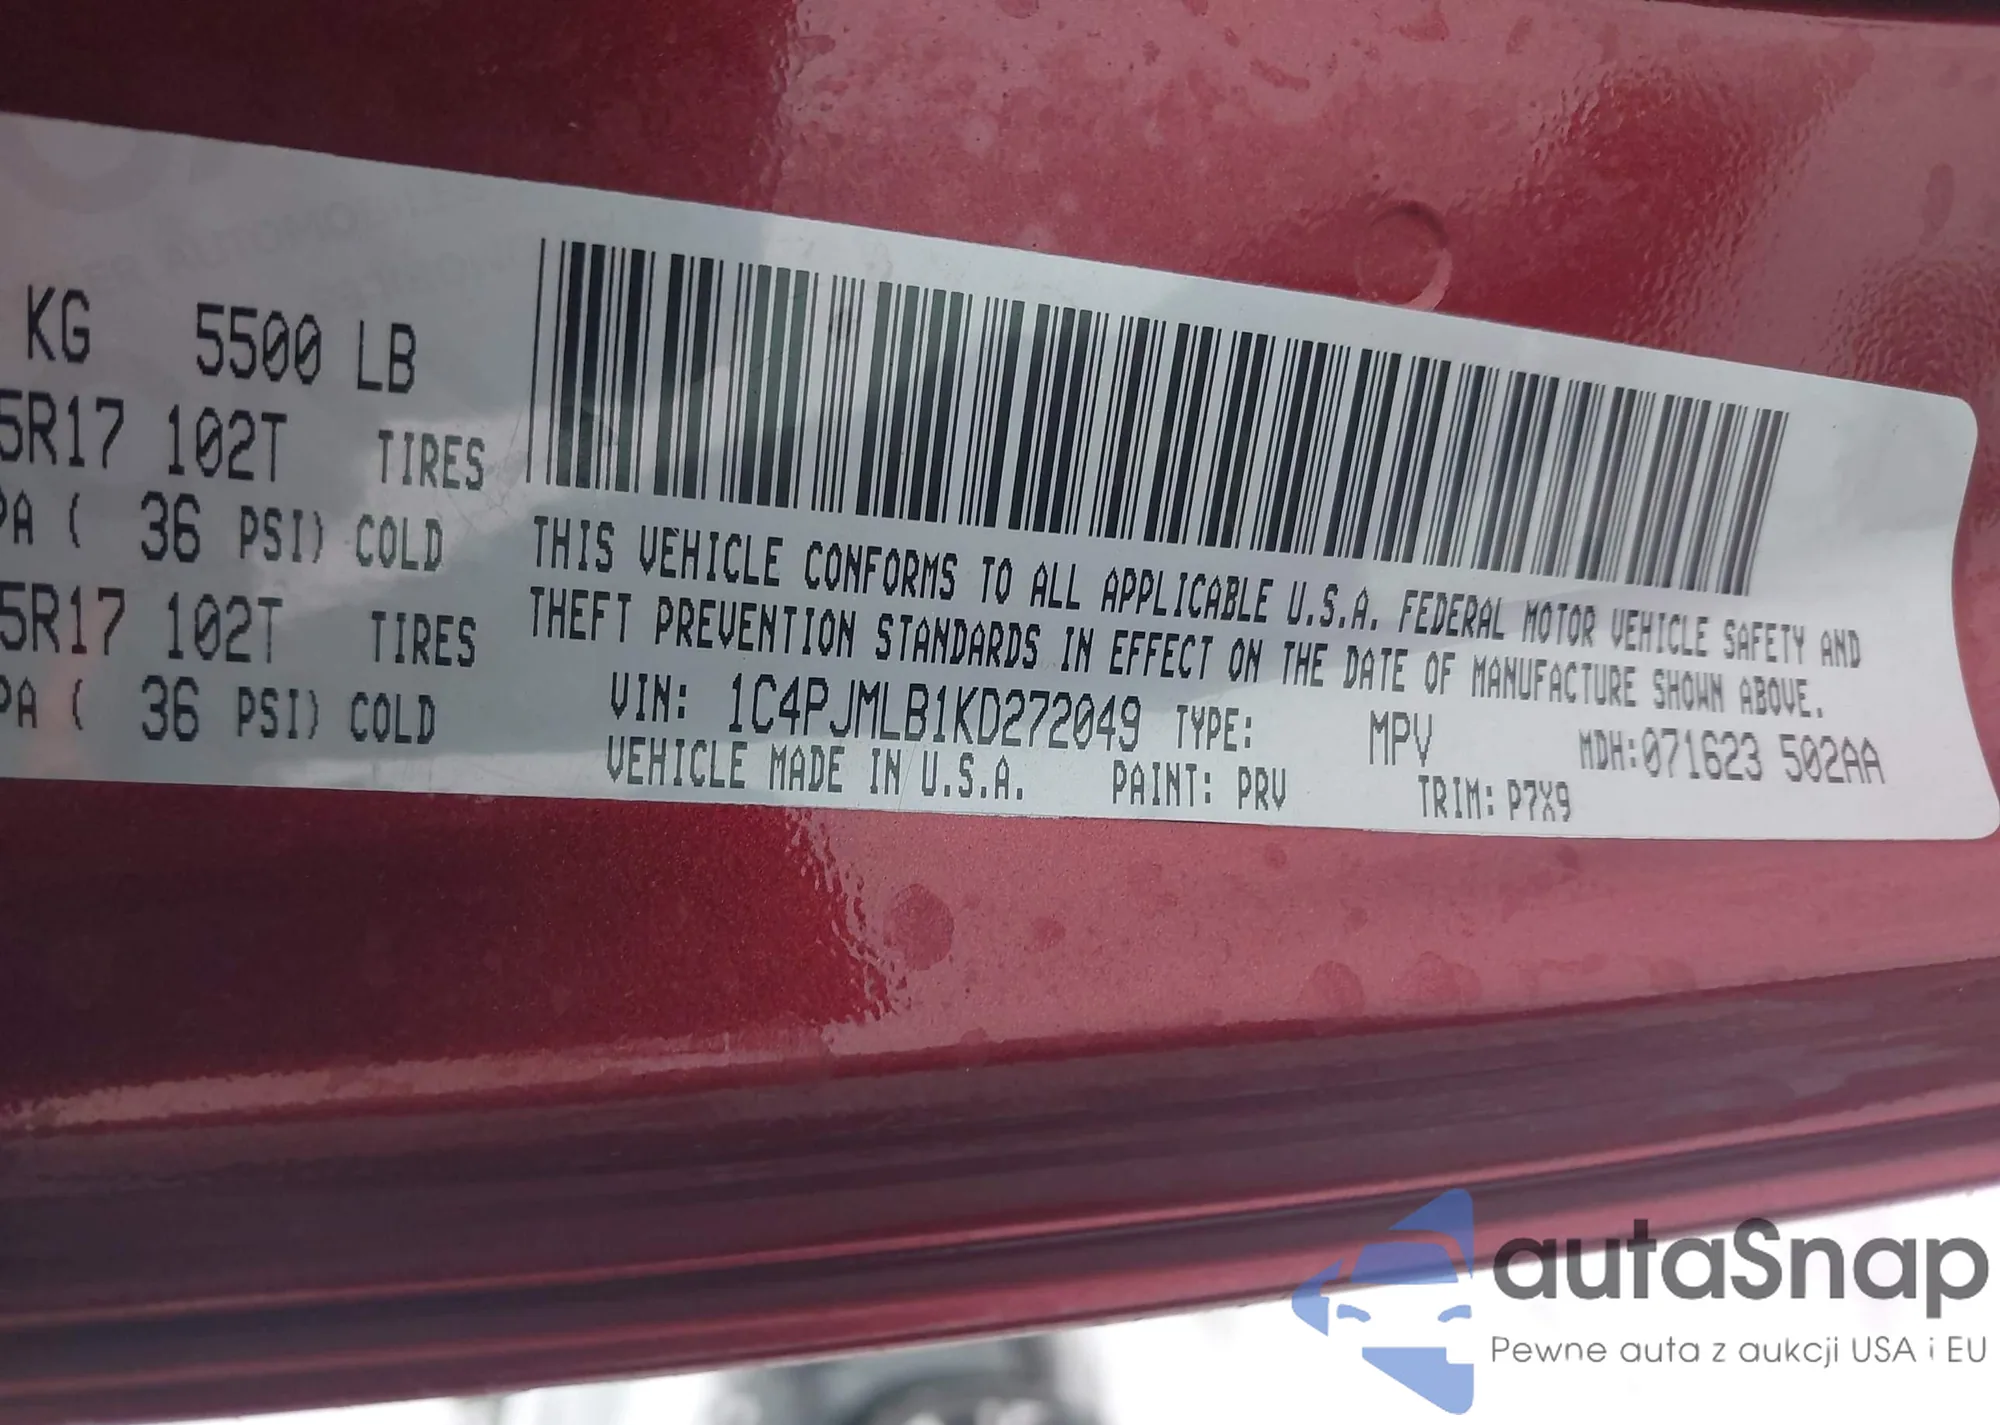 KG 5500 LB
5R17 102T TIRES
PA ( 36 PSI) COLD
5R17 102T TIRES
PA ( 36 PSI) COLD
THIS VEHICLE CONFORMS TO ALL APPLICABLE U.S.A. FEDERAL MOTOR VEHICLE SAFETY AND
THEFT PREVENTION STANDARDS IN EFFECT ON THE DATE OF MANUFACTURE SHOWN ABOVE.
VIN: 1C4PJMLB1KD272049 TYPE: MPV MDH:071623 502AA
VEHICLE MADE IN U.S.A. PAINT: PRV TRIM: P7X9
autaSnap
Pewne auta z aukcji USA i EU